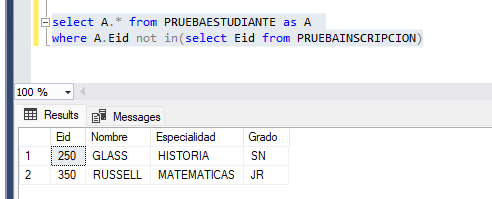 select A.* from PRUEBAESTUDIANTE as A
where A.Eid not in(select Eid from PRUEBAINSCRIPCION)
100 %
Results Messages
Eid Nombre Especialidad Grado
1 250 GLASS HISTORIA SN
2 350 RUSSELL MATEMATICAS JR